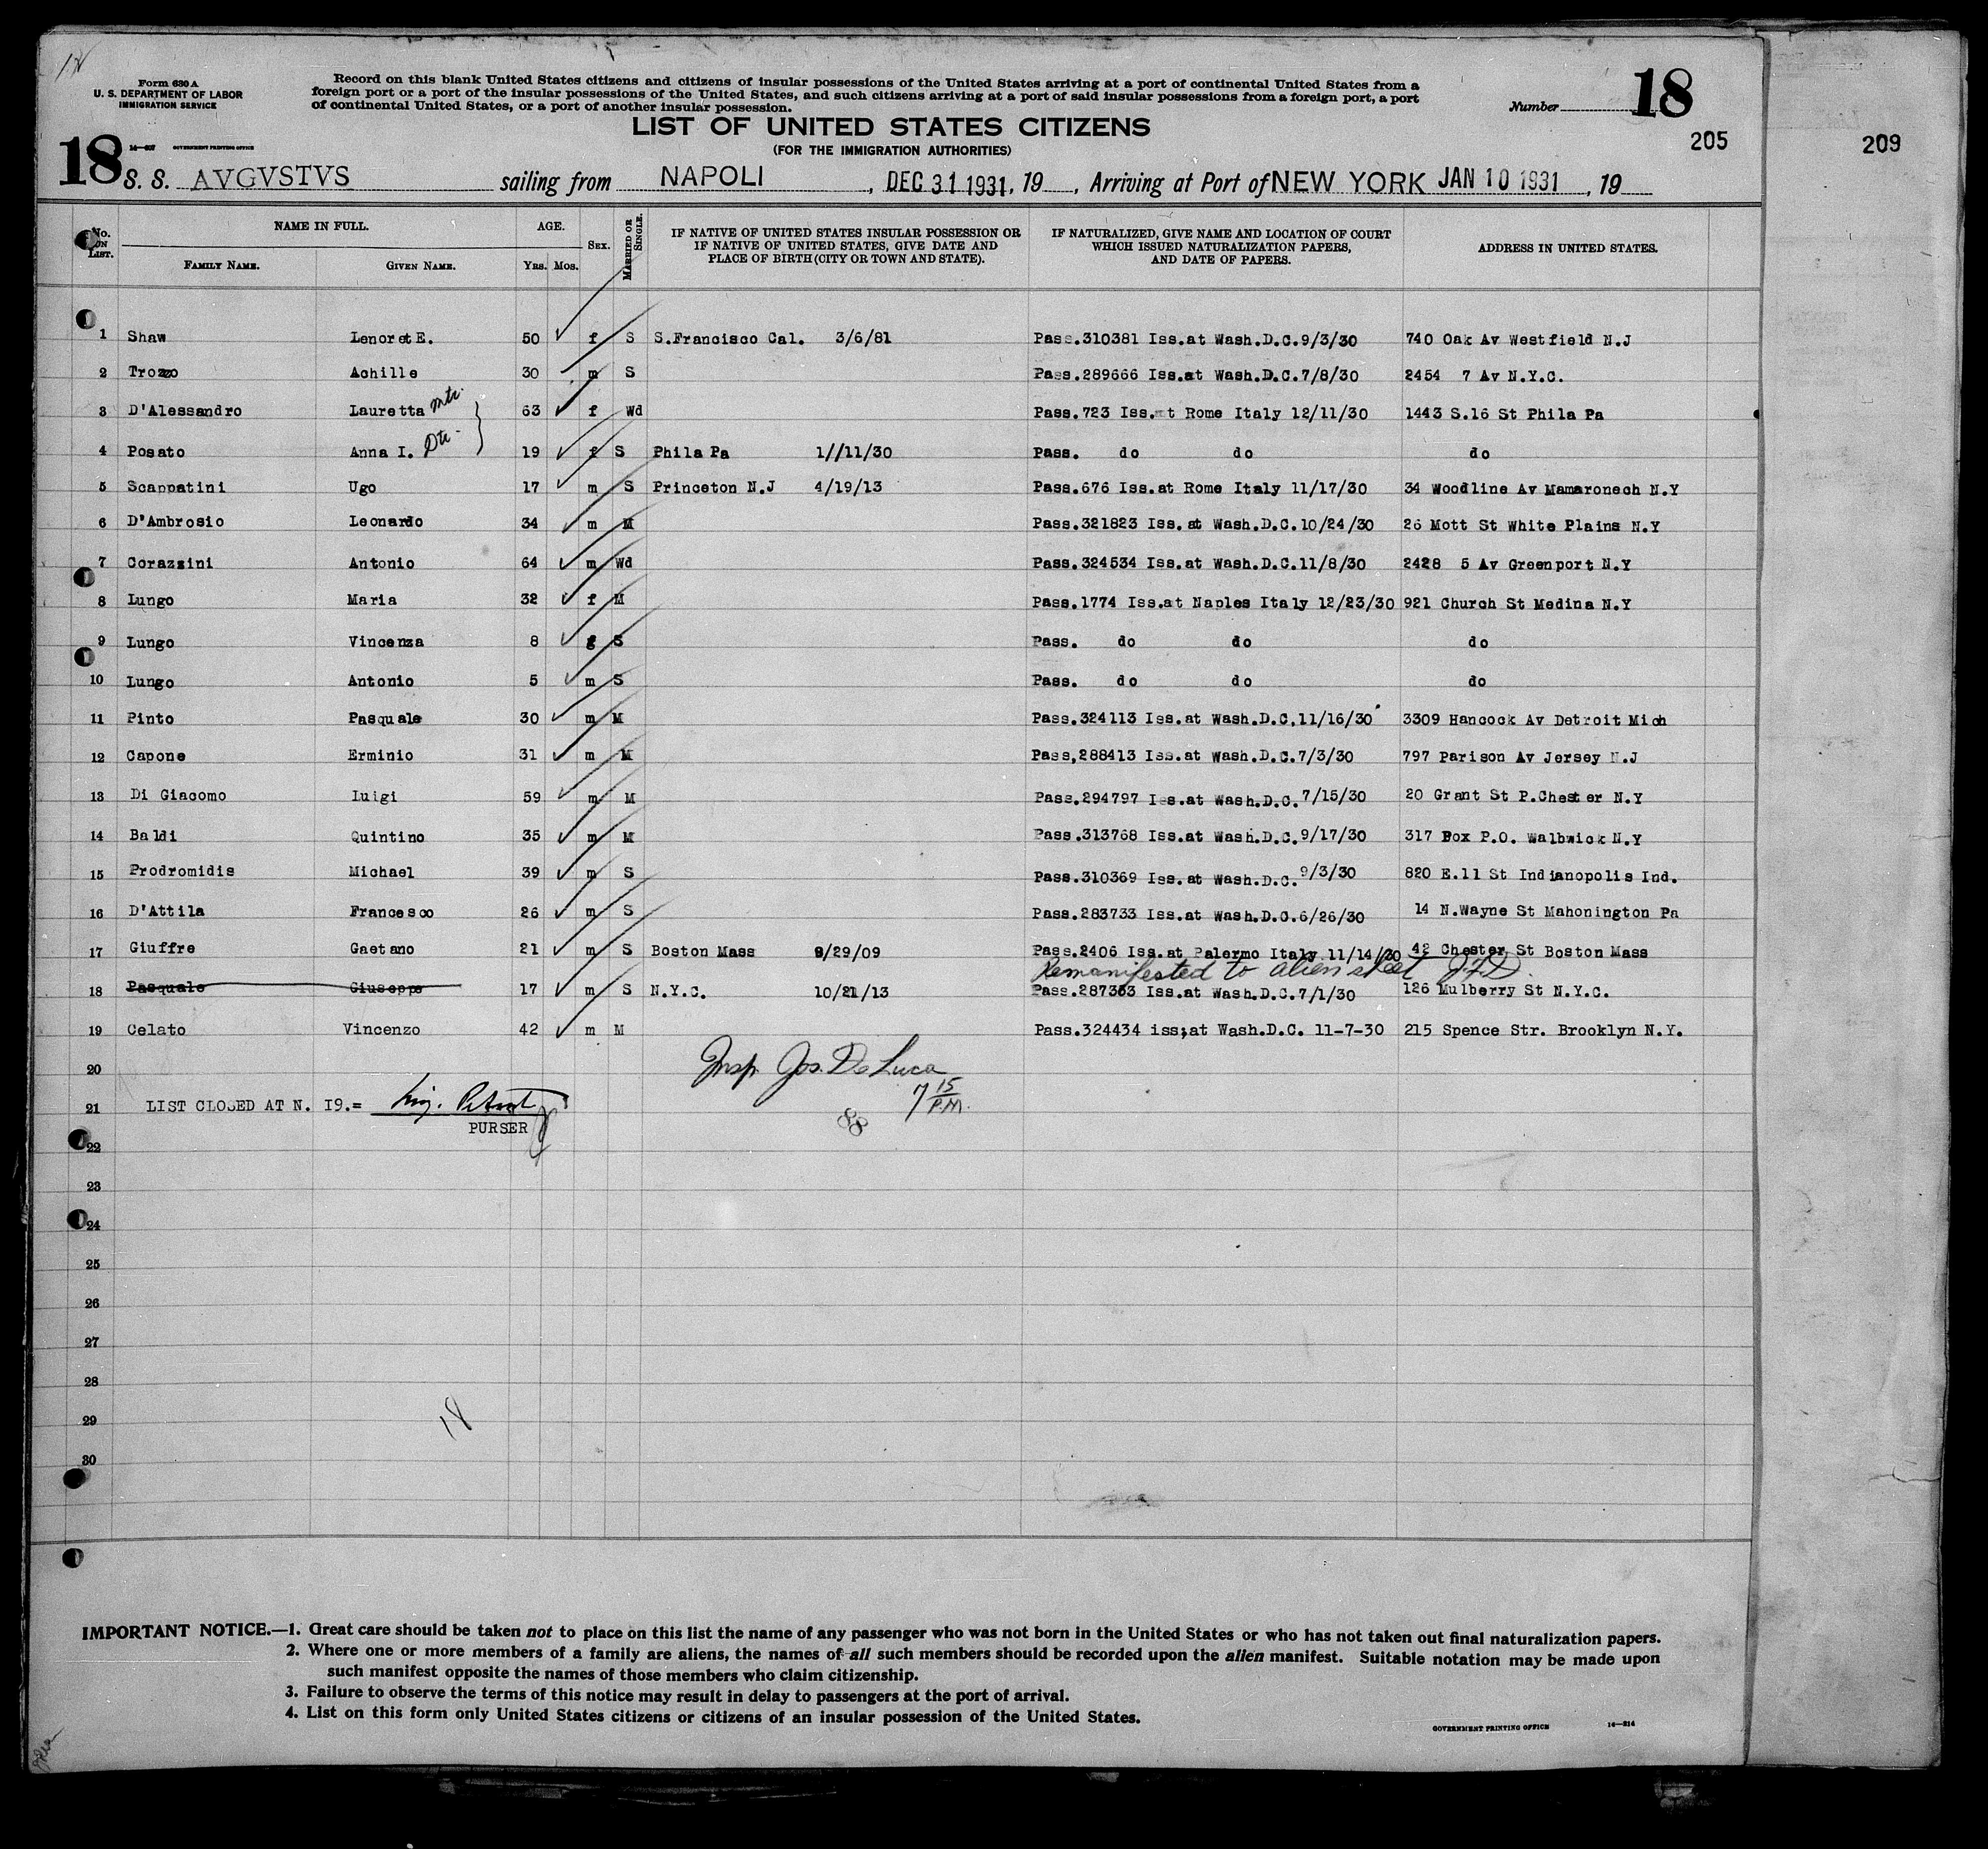 18
Form 630 A
U. S. DEPARTMENT OF LABOR
IMMIGRATION SERVICE
Record on this blank United States citizens and citizens of insular possessions of the United States arriving at a port of continental United States from a
foreign port or a port of the insular possessions of the United States, and such citizens arriving at a port of said insular possessions from a foreign port, a port
of continental United States, or a port of another insular possession.
Number 18
LIST OF UNITED STATES CITIZENS
(FOR THE IMMIGRATION AUTHORITIES)
205
209
GOVERNMENT PRINTING OFFICE
18 S. S. AVGVSTVS sailing from NAPOLI, DEC 31 1931, 19, Arriving at Port of NEW YORK JAN 10 1931, 19
No. ON LIST. NAME IN FULL. AGE. SEX. MARRIED OR SINGLE. IF NATIVE OF UNITED STATES INSULAR POSSESSION OR IF NATIVE OF UNITED STATES, GIVE DATE AND PLACE OF BIRTH (CITY OR TOWN AND STATE). IF NATURALIZED, GIVE NAME AND LOCATION OF COURT WHICH ISSUED NATURALIZATION PAPERS, AND DATE OF PAPERS. ADDRESS IN UNITED STATES.
FAMILY NAME. GIVEN NAME. YRS. MOS.
1 Shaw Lenoret E. 50 f S S.Francisco Cal. 3/6/81 Pass.310381 Iss.at Wash.D.C.9/3/30 740 Oak Av Westfield N.J
2 Trozzo Achille 30 m S Pass.289666 Iss.at Wash.D.C.7/8/30 2454 7 Av N.Y.C.
3 D'Alessandro Lauretta mtr. 63 f Wd Pass.723 Iss.at Rome Italy 12/11/30 1443 S.16 St Phila Pa
4 Posato Anna I. Dtr. 19 f S Phila Pa 1//11/30 Pass. do do do
5 Scappatini Ugo 17 m S Princeton N.J 4/19/13 Pass.676 Iss.at Rome Italy 11/17/30 34 Woodline Av Mamaronech N.Y
6 D'Ambrosio Leonardo 34 m M Pass.321823 Iss.at Wash.D.C.10/24/30 26 Mott St White Plains N.Y
7 Corazzini Antonio 64 m Wd Pass.324534 Iss.at Wash.D.C.11/8/30 2428 5 Av Greenport N.Y
8 Lungo Maria 32 f M Pass.1774 Iss.at Naples Italy 12/23/30 921 Church St Medina N.Y
9 Lungo Vincenza 8 f S Pass. do do do
10 Lungo Antonio 5 m S Pass. do do do
11 Pinto Pasquale 30 m M Pass.324113 Iss.at Wash.D.C.11/16/30 3309 Hancock Av Detroit Mich
12 Capone Erminio 31 m M Pass,288413 Iss.at Wash.D.C.7/3/30 797 Parison Av Jersey N.J
13 Di Giacomo Luigi 59 m M Pass.294797 Iss.at Wash.D.C.7/15/30 20 Grant St P.Chester N.Y
14 Baldi Quintino 35 m M Pass.313768 Iss.at Wash.D.C.9/17/30 317 Box P.O. Walbwick N.Y
15 Prodromidis Michael 39 m S Pass.310369 Iss.at Wash.D.C.9/3/30 820 E.11 St Indianopolis Ind.
16 D'Attila Francesco 26 m S Pass.283733 Iss.at Wash.D.C.6/26/30 14 N.Wayne St Mahonington Pa
17 Giuffre Gaetano 21 m S Boston Mass 9/29/09 Pass.2406 Iss.at Palermo Italy 11/14/30 42 Chester St Boston Mass
Remanifested to alien sheet
18 Pasquale Giuseppe 17 m S N.Y.C. 10/21/13 Pass.287363 Iss.at Wash.D.C.7/1/30 126 Mulberry St N.Y.C.
19 Celato Vincenzo 42 m M Pass.324434 iss;at Wash.D.C. 11-7-30 215 Spence Str. Brooklyn N.Y.
20 Insp. Jos. De Luca
7 15 P.M.
21 LIST CLOSED AT N. I9.=
PURSER
88
22
23
24
25
26
27
28
29
18
30
IMPORTANT NOTICE.—1. Great care should be taken not to place on this list the name of any passenger who was not born in the United States or who has not taken out final naturalization papers.
2. Where one or more members of a family are aliens, the names of all such members should be recorded upon the alien manifest. Suitable notation may be made upon
such manifest opposite the names of those members who claim citizenship.
3. Failure to observe the terms of this notice may result in delay to passengers at the port of arrival.
4. List on this form only United States citizens or citizens of an insular possession of the United States.
GOVERNMENT PRINTING OFFICE 14—214